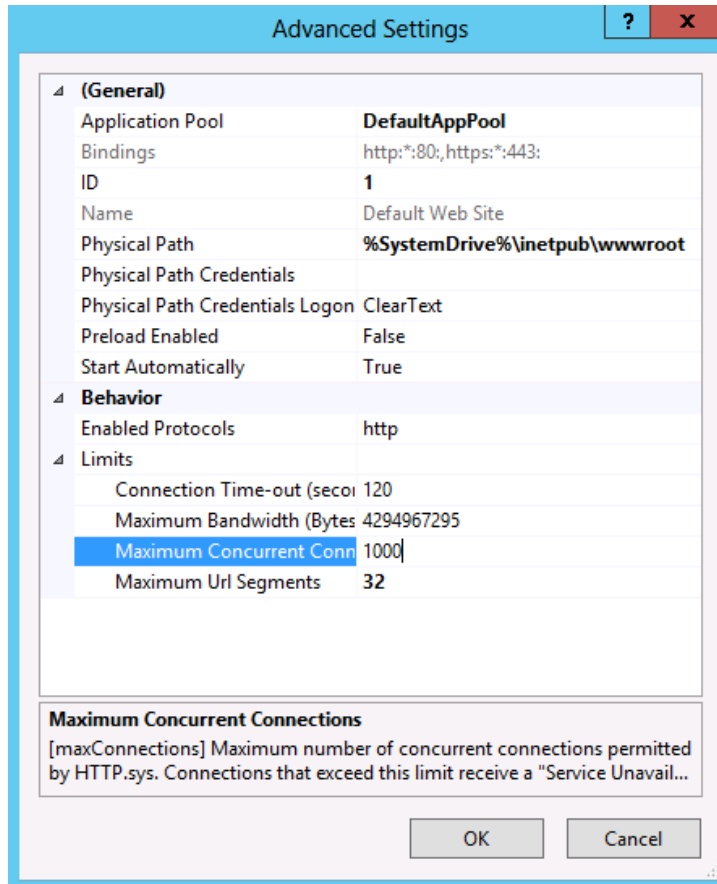 Advanced Settings
?
x
(General)
Application Pool DefaultAppPool
Bindings http:*:80:,https:*:443:
ID 1
Name Default Web Site
Physical Path %SystemDrive%\inetpub\wwwroot
Physical Path Credentials
Physical Path Credentials Logon ClearText
Preload Enabled False
Start Automatically True
Behavior
Enabled Protocols http
Limits
Connection Time-out (secon 120
Maximum Bandwidth (Bytes 4294967295
Maximum Concurrent Conn 1000
Maximum Url Segments 32
Maximum Concurrent Connections
[maxConnections] Maximum number of concurrent connections permitted
by HTTP.sys. Connections that exceed this limit receive a "Service Unavail...
OK Cancel